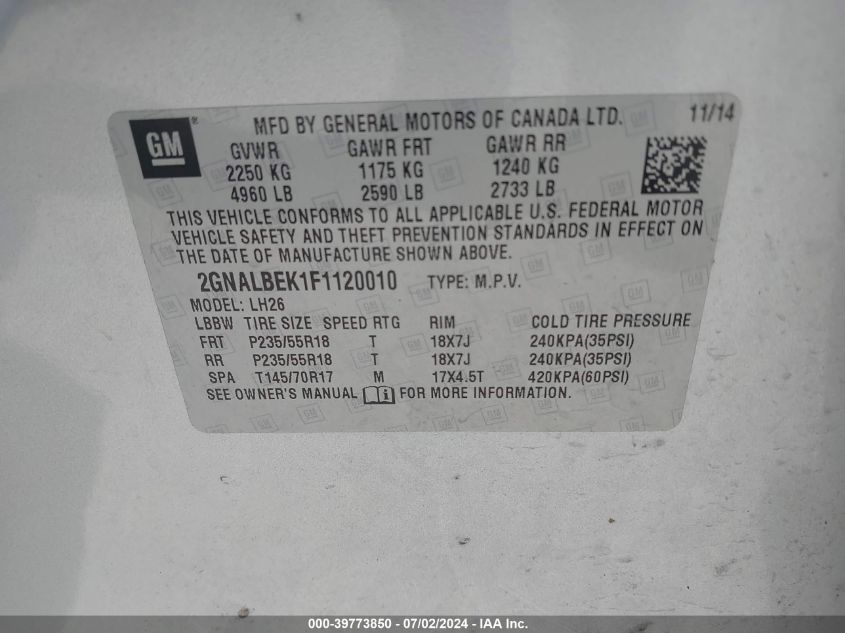 GM® MFD BY GENERAL MOTORS OF CANADA LTD. 11/14
GVWR GAWR FRT GAWR RR
2250 KG 1175 KG 1240 KG
4960 LB 2590 LB 2733 LB
THIS VEHICLE CONFORMS TO ALL APPLICABLE U.S. FEDERAL MOTOR
VEHICLE SAFETY AND THEFT PREVENTION STANDARDS IN EFFECT ON
THE DATE OF MANUFACTURE SHOWN ABOVE.
2GNALBEK1F1120010 TYPE: M.P.V.
MODEL: LH26
LBBW TIRE SIZE SPEED RTG RIM COLD TIRE PRESSURE
FRT P235/55R18 T 18X7J 240KPA(35PSI)
RR P235/55R18 T 18X7J 240KPA(35PSI)
SPA T145/70R17 M 17X4.5T 420KPA(60PSI)
SEE OWNER'S MANUAL i FOR MORE INFORMATION.
000-39773850 - 07/02/2024 - IAA Inc.